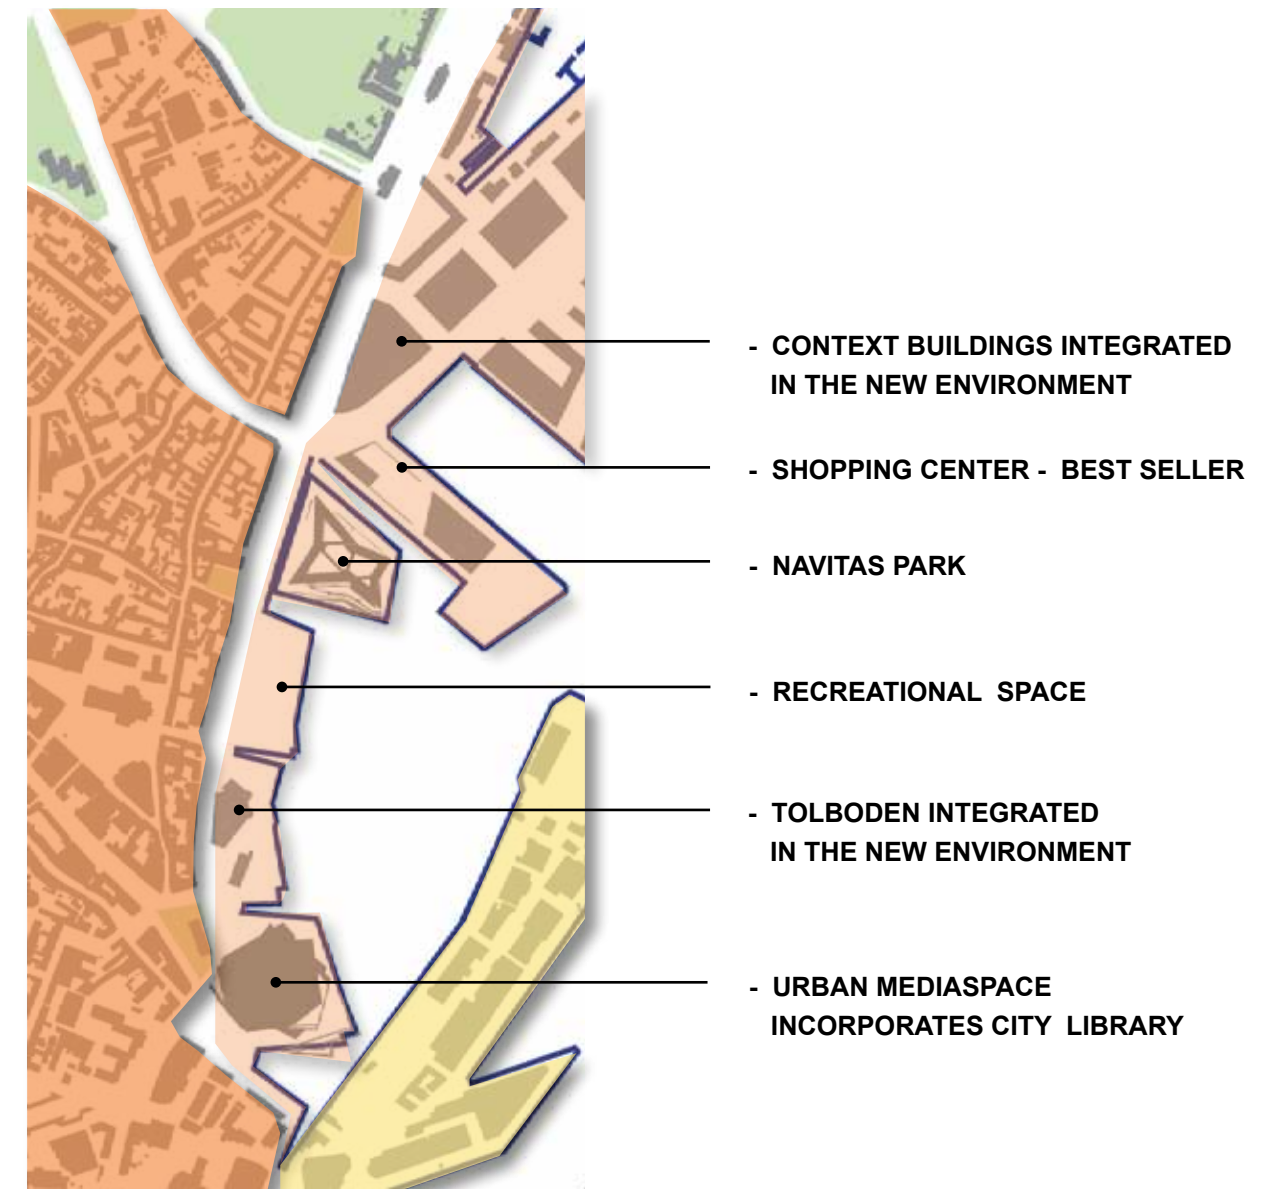 - CONTEXT BUILDINGS INTEGRATED
IN THE NEW ENVIRONMENT
- SHOPPING CENTER - BEST SELLER
- NAVITAS PARK
- RECREATIONAL SPACE
- TOLBODEN INTEGRATED
IN THE NEW ENVIRONMENT
- URBAN MEDIASPACE
INCORPORATES CITY LIBRARY